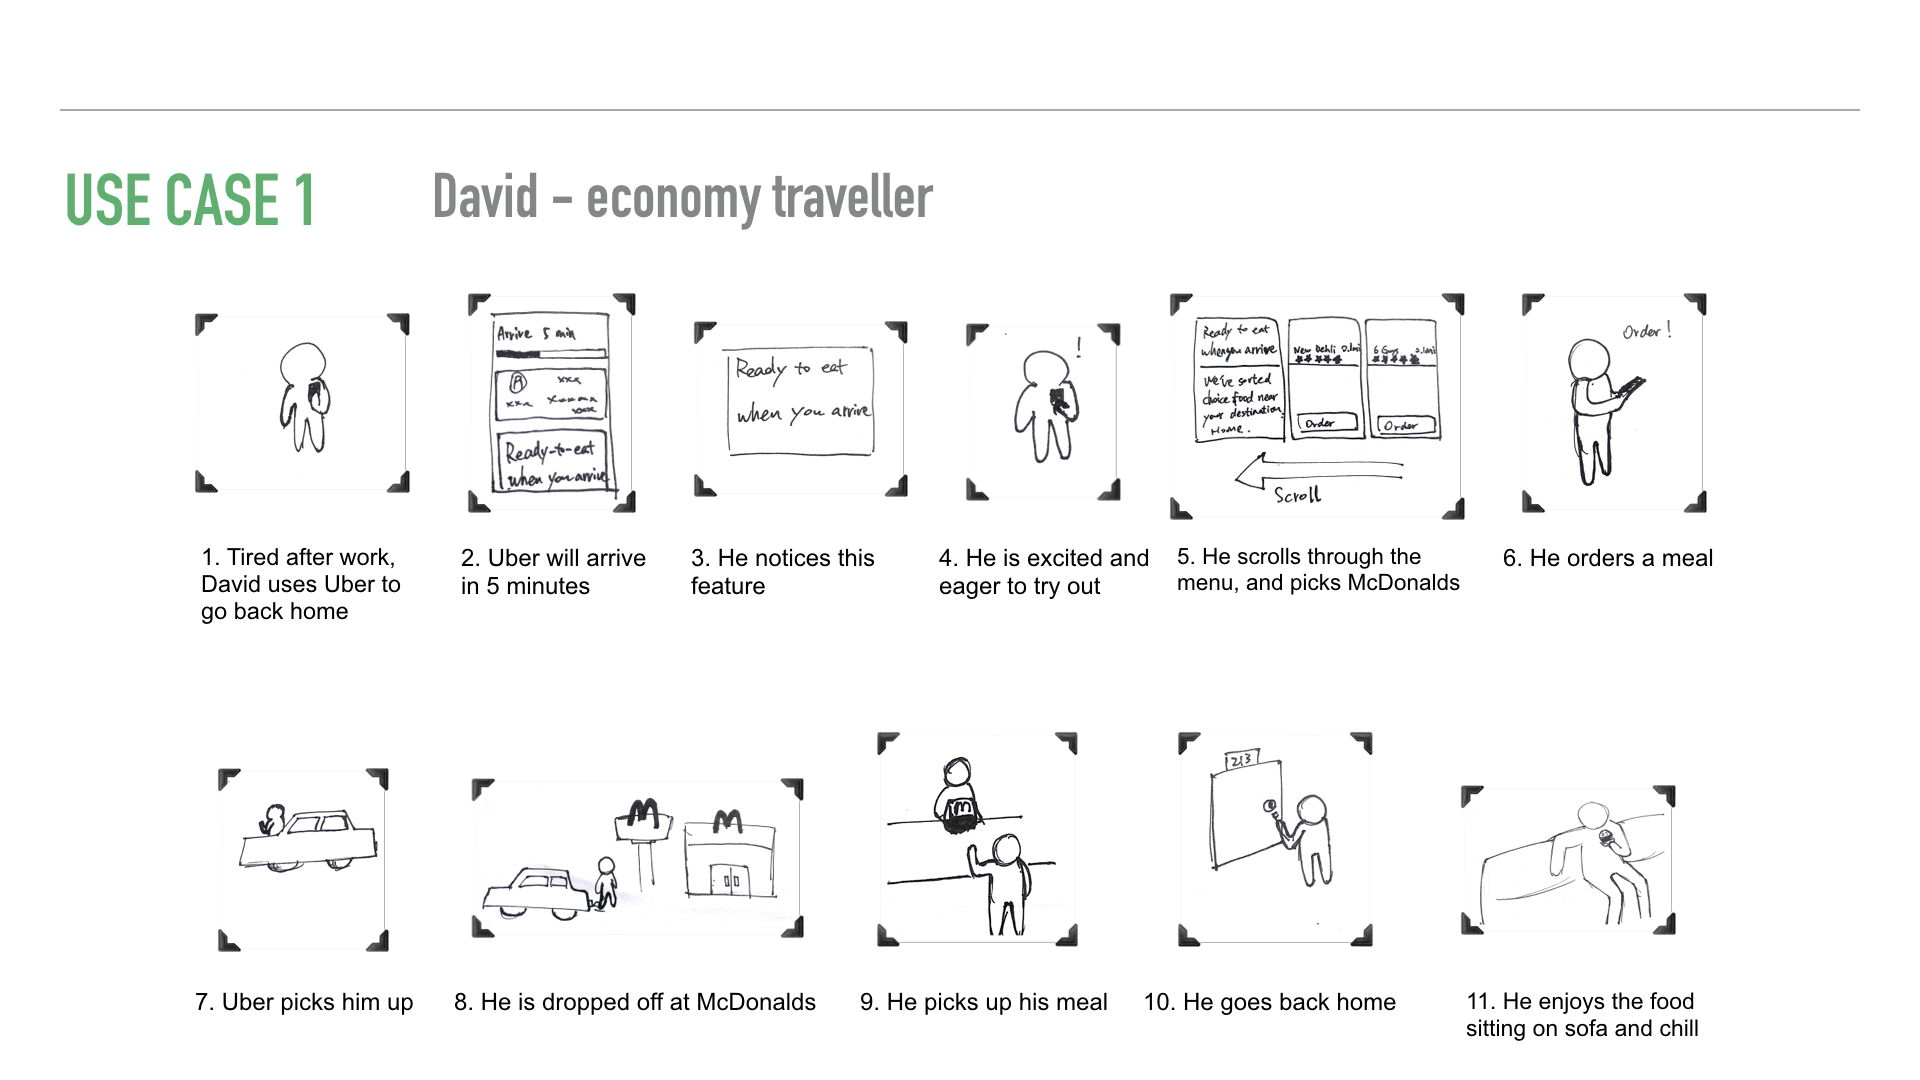 USE CASE 1
David – economy traveller
Arrive 5 min
xxx
xxx xxxxx
xxx
Ready-to-eat
when you arrive
Ready to eat
when you arrive
!
Ready to eat
when you arrive
We've sorted
choice food near
your destination
Home.
New Dehli 0.1mi
Order
6 Guys 0.1mi
Order
Scroll
Order!
1. Tired after work,
David uses Uber to
go back home
2. Uber will arrive
in 5 minutes
3. He notices this
feature
4. He is excited and
eager to try out
5. He scrolls through the
menu, and picks McDonalds
6. He orders a meal
M
M
M
213
7. Uber picks him up
8. He is dropped off at McDonalds
9. He picks up his meal
10. He goes back home
11. He enjoys the food
sitting on sofa and chill